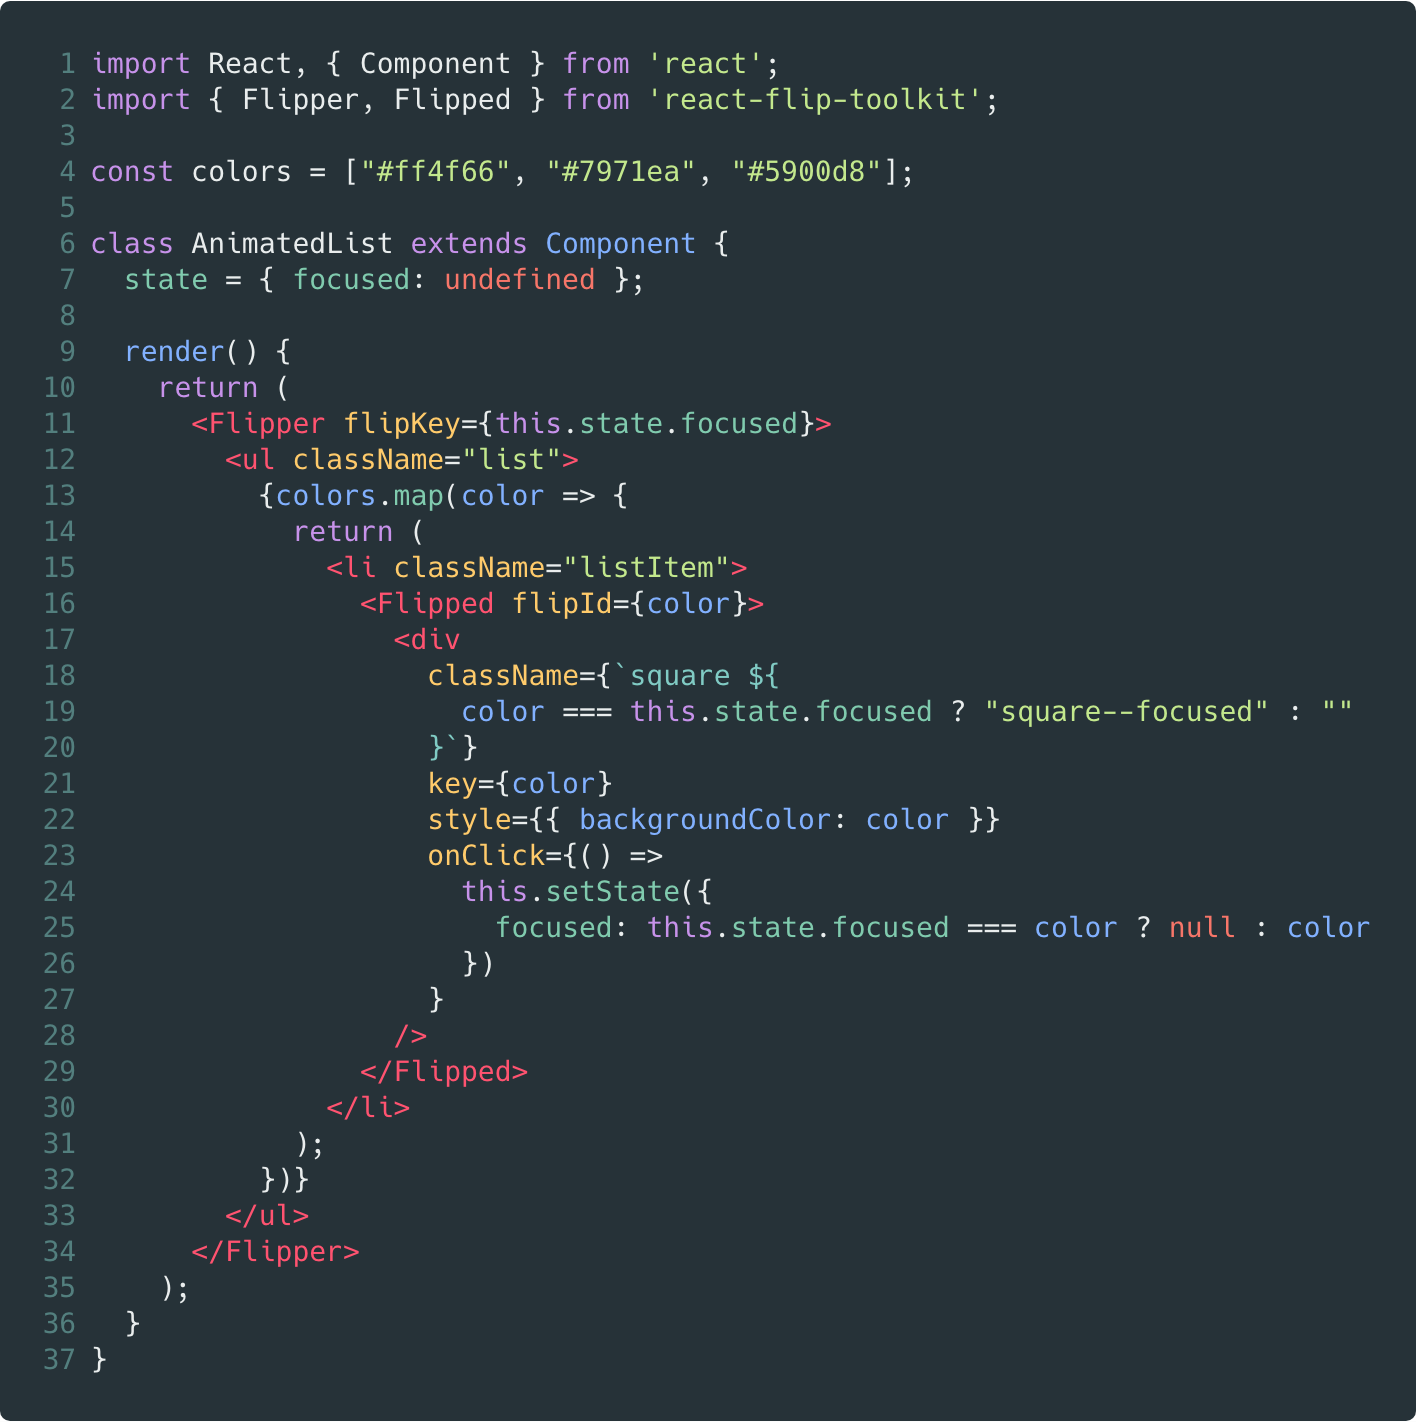 1 import React, { Component } from 'react';
2 import { Flipper, Flipped } from 'react-flip-toolkit';
3
4 const colors = ["#ff4f66", "#7971ea", "#5900d8"];
5
6 class AnimatedList extends Component {
7   state = { focused: undefined };
8
9   render() {
10     return (
11       <Flipper flipKey={this.state.focused}>
12         <ul className="list">
13           {colors.map(color => {
14             return (
15               <li className="listItem">
16                 <Flipped flipId={color}>
17                   <div
18                     className={`square ${
19                       color === this.state.focused ? "square--focused" : ""
20                     }`}
21                     key={color}
22                     style={{ backgroundColor: color }}
23                     onClick={() =>
24                       this.setState({
25                         focused: this.state.focused === color ? null : color
26                       })
27                     }
28                   />
29                 </Flipped>
30               </li>
31             );
32           })}
33         </ul>
34       </Flipper>
35     );
36   }
37 }